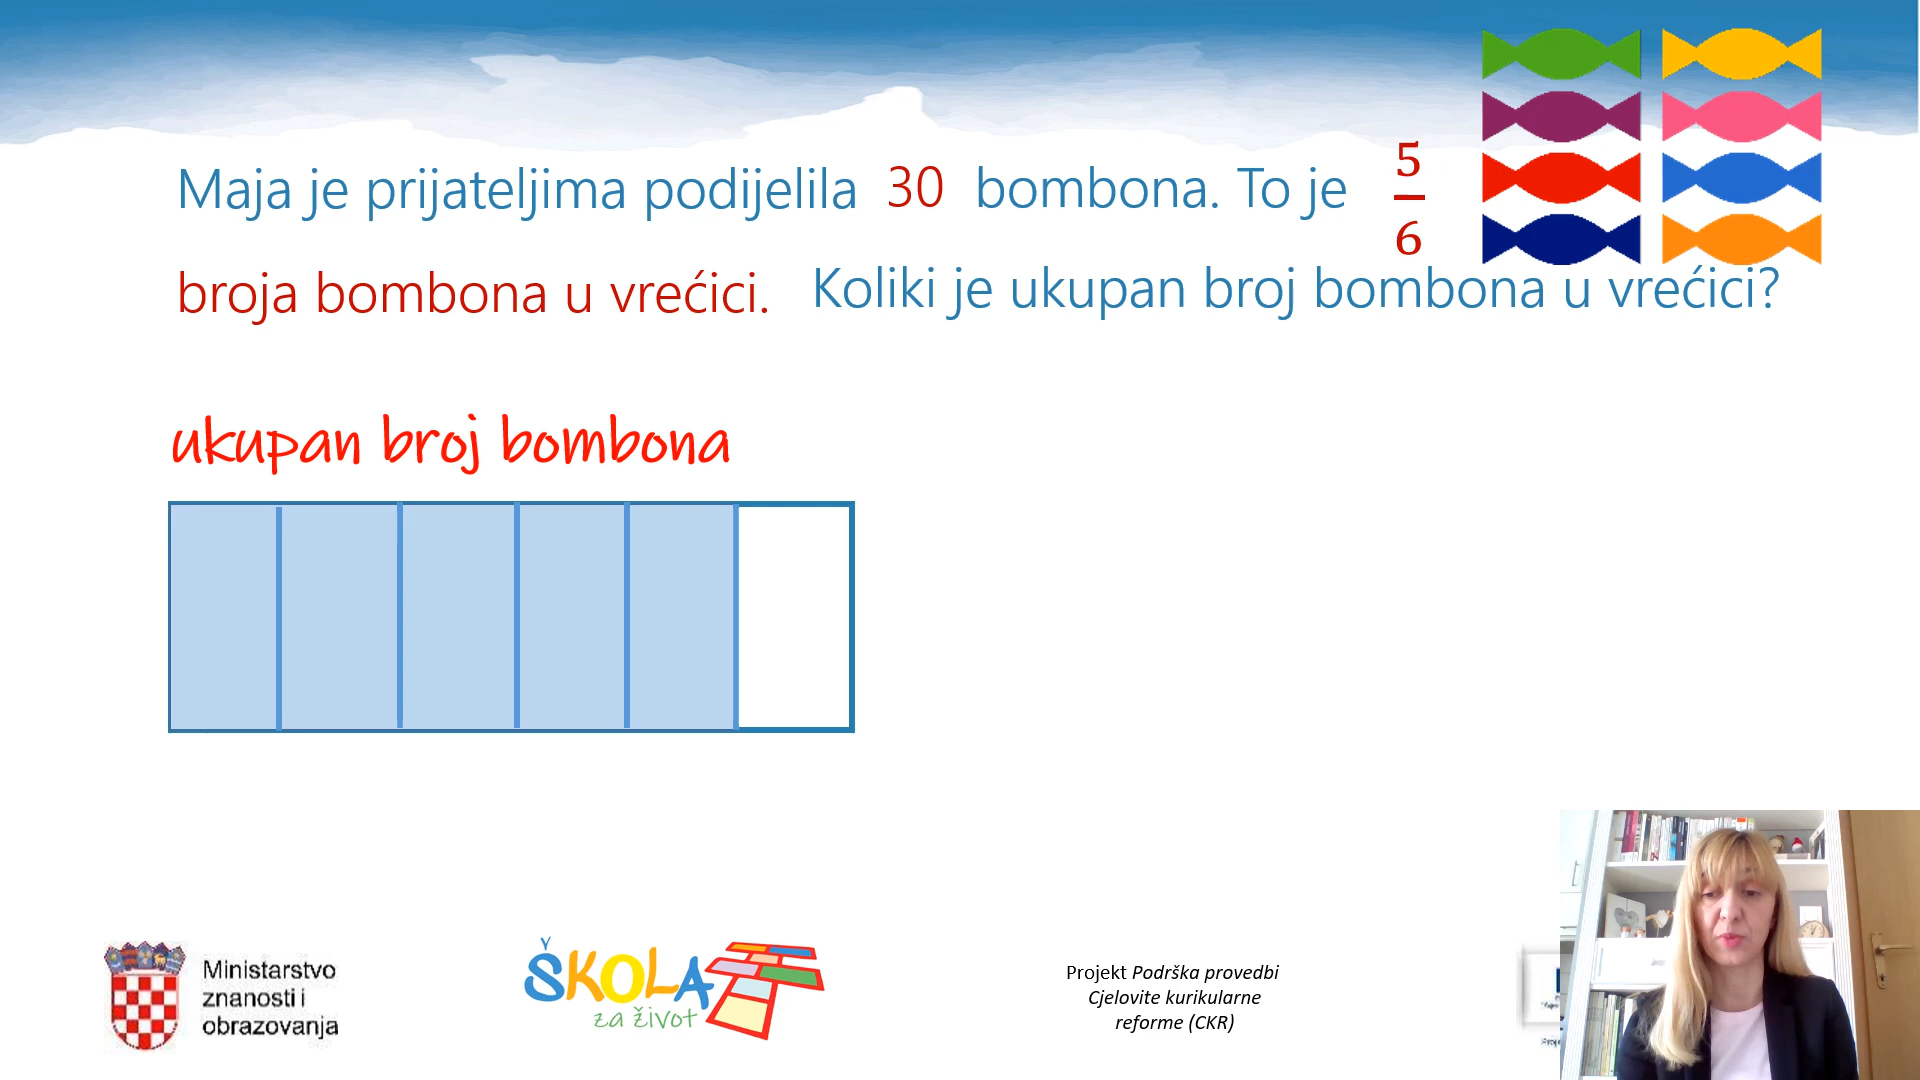 Maja je prijateljima podijelila 30 bombona. To je 5/6
broja bombona u vrećici. Koliki je ukupan broj bombona u vrećici?
ukupan broj bombona
Ministarstvo
znanosti i
obrazovanja
ŠKOLA
za život
Projekt Podrška provedbi
Cjelovite kurikularne
reforme (CKR)